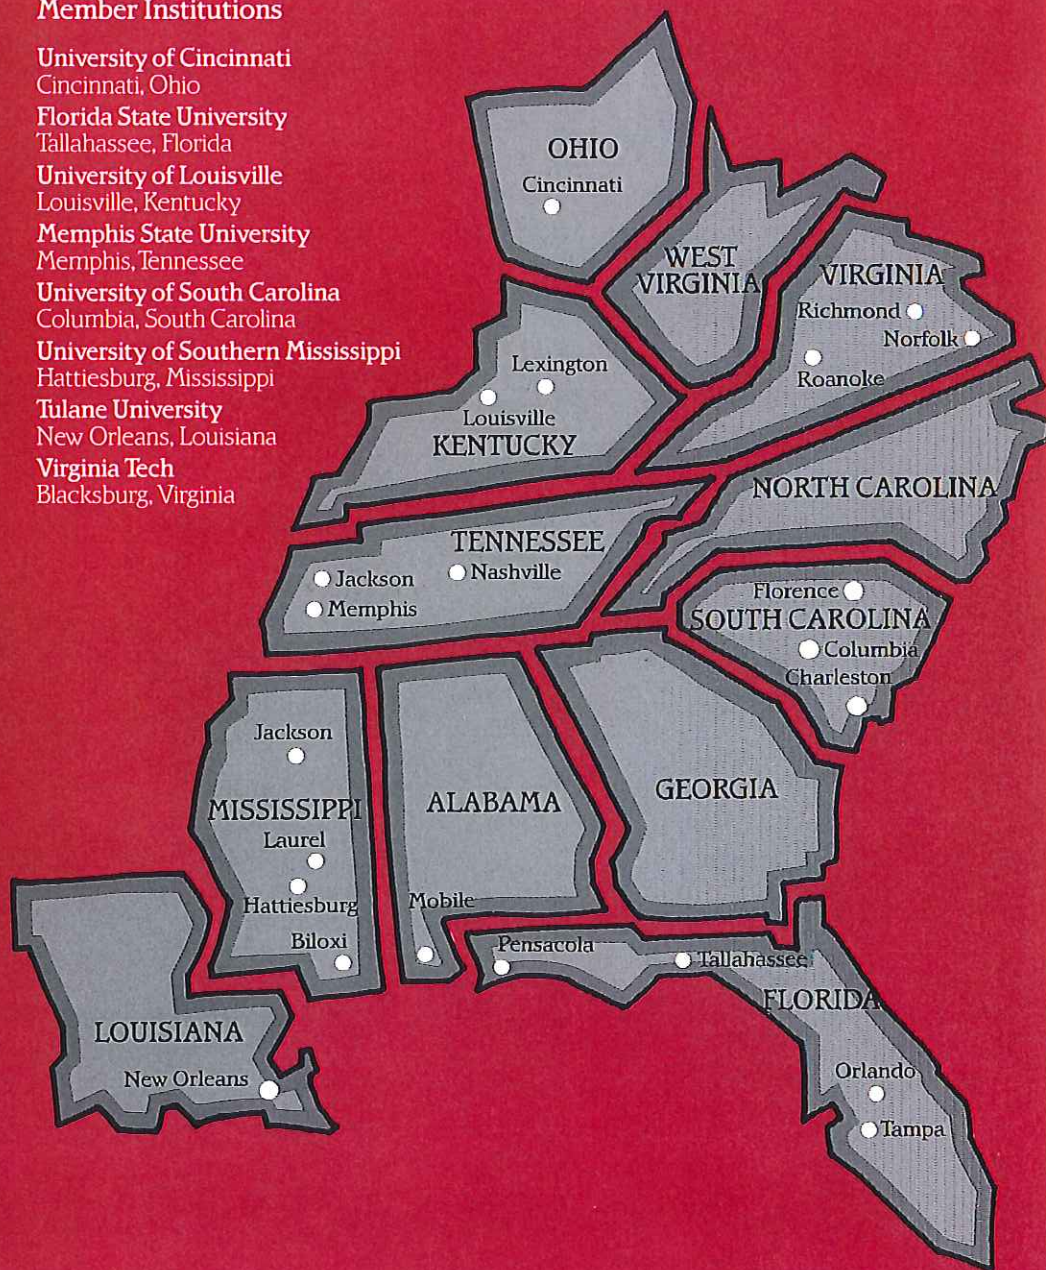 Member Institutions
University of Cincinnati
Cincinnati, Ohio
Florida State University
Tallahassee, Florida
University of Louisville
Louisville, Kentucky
Memphis State University
Memphis, Tennessee
University of South Carolina
Columbia, South Carolina
University of Southern Mississippi
Hattiesburg, Mississippi
Tulane University
New Orleans, Louisiana
Virginia Tech
Blacksburg, Virginia
OHIO
Cincinnati
WEST
VIRGINIA
VIRGINIA
Richmond
Norfolk
Roanoke
Lexington
Louisville
KENTUCKY
NORTH CAROLINA
TENNESSEE
Nashville
Jackson
Memphis
Florence
SOUTH CAROLINA
Columbia
Charleston
Jackson
MISSISSIPPI
Laurel
Hattiesburg
Biloxi
ALABAMA
Mobile
GEORGIA
Pensacola
Tallahassee
FLORIDA
Orlando
Tampa
LOUISIANA
New Orleans